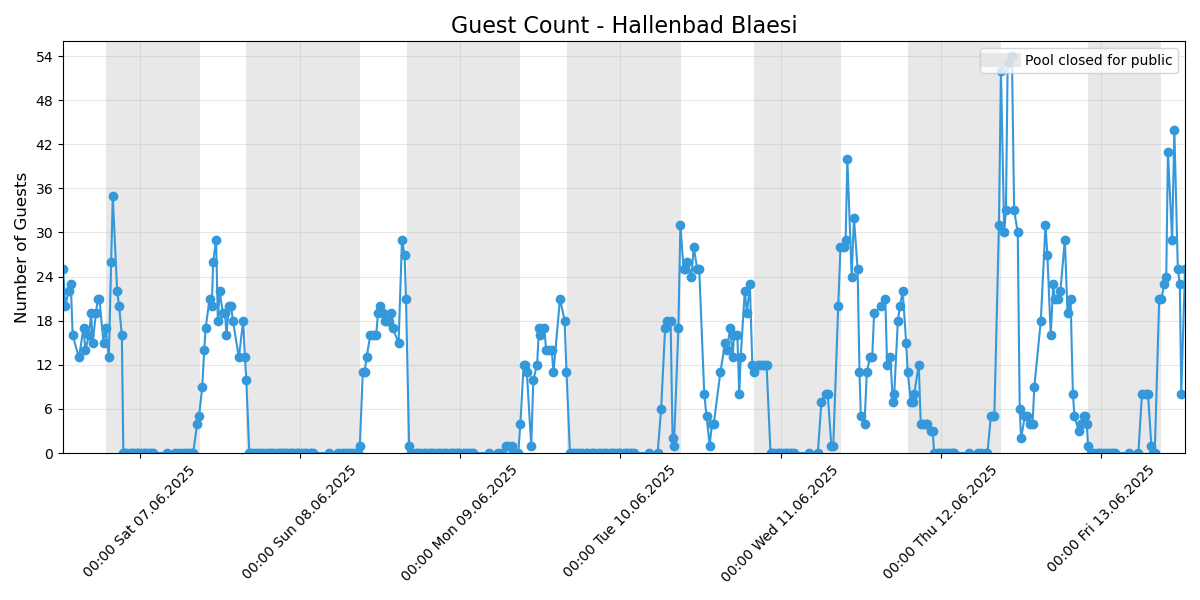 Guest Count - Hallenbad Blaesi
Pool closed for public
Number of Guests
54
48
42
36
30
24
18
12
6
0
00:00 Sat 07.06.2025
00:00 Sun 08.06.2025
00:00 Mon 09.06.2025
00:00 Tue 10.06.2025
00:00 Wed 11.06.2025
00:00 Thu 12.06.2025
00:00 Fri 13.06.2025